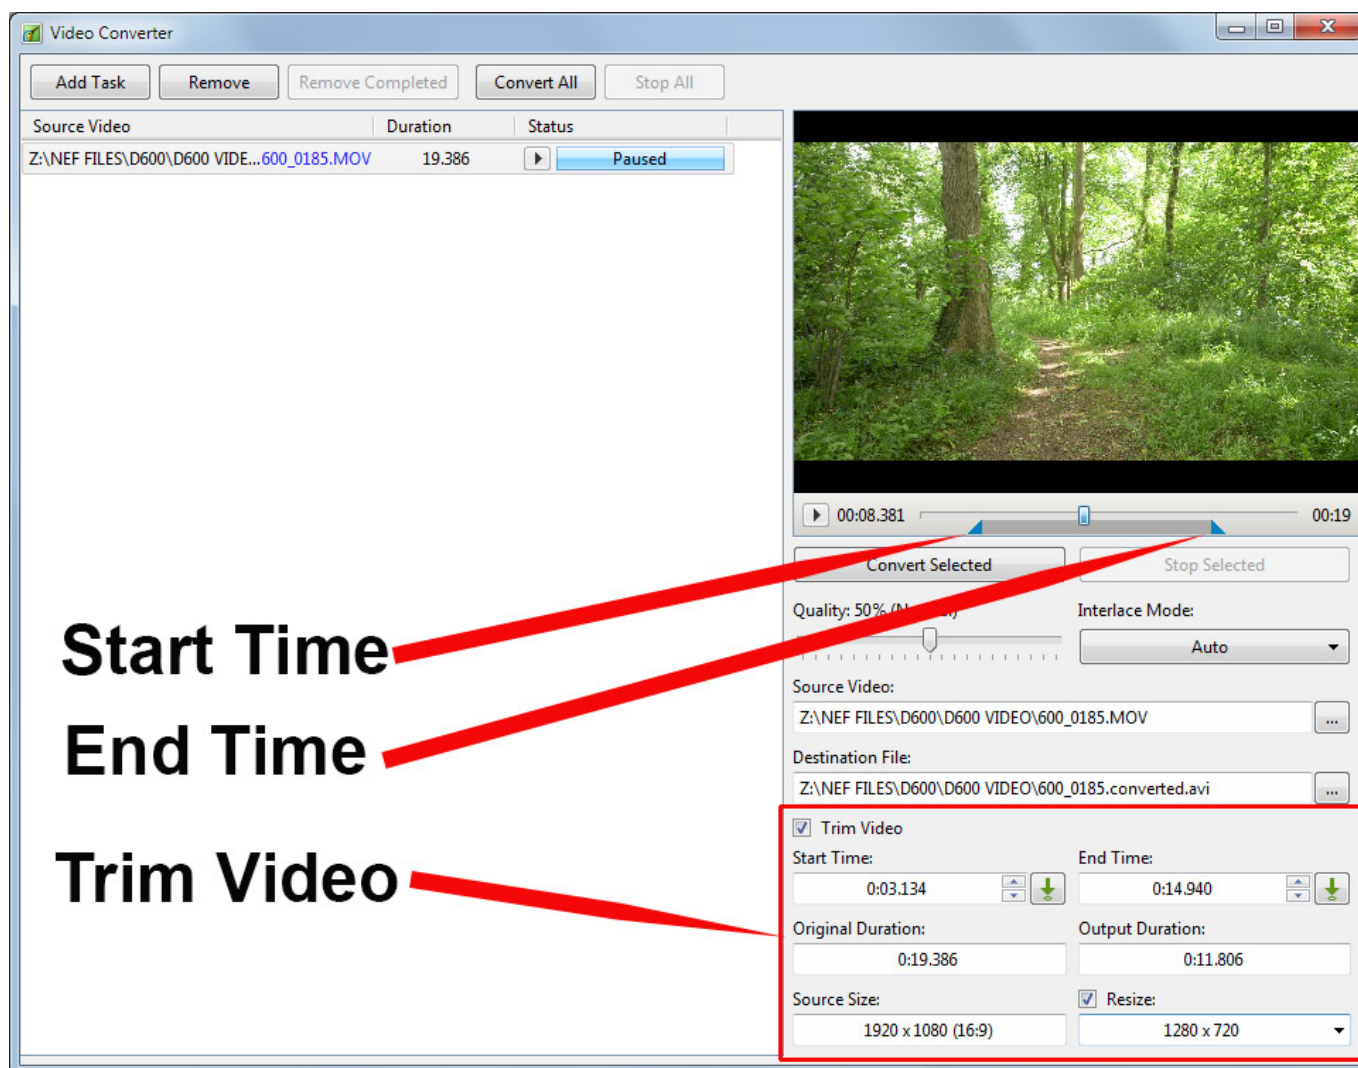 Video Converter
Add Task Remove Remove Completed Convert All Stop All
Source Video Duration Status
Z:\NEF FILES\D600\D600 VIDE...600_0185.MOV 19.386 Paused
00:08.381 00:19
Convert Selected Stop Selected
Quality: 50% Interlace Mode:
Auto
Source Video:
Z:\NEF FILES\D600\D600 VIDEO\600_0185.MOV ...
Destination File:
Z:\NEF FILES\D600\D600 VIDEO\600_0185.converted.avi ...
Trim Video
Start Time: End Time:
0:03.134 0:14.940
Original Duration: Output Duration:
0:19.386 0:11.806
Source Size: Resize:
1920 x 1080 (16:9) 1280 x 720
Start Time
End Time
Trim Video